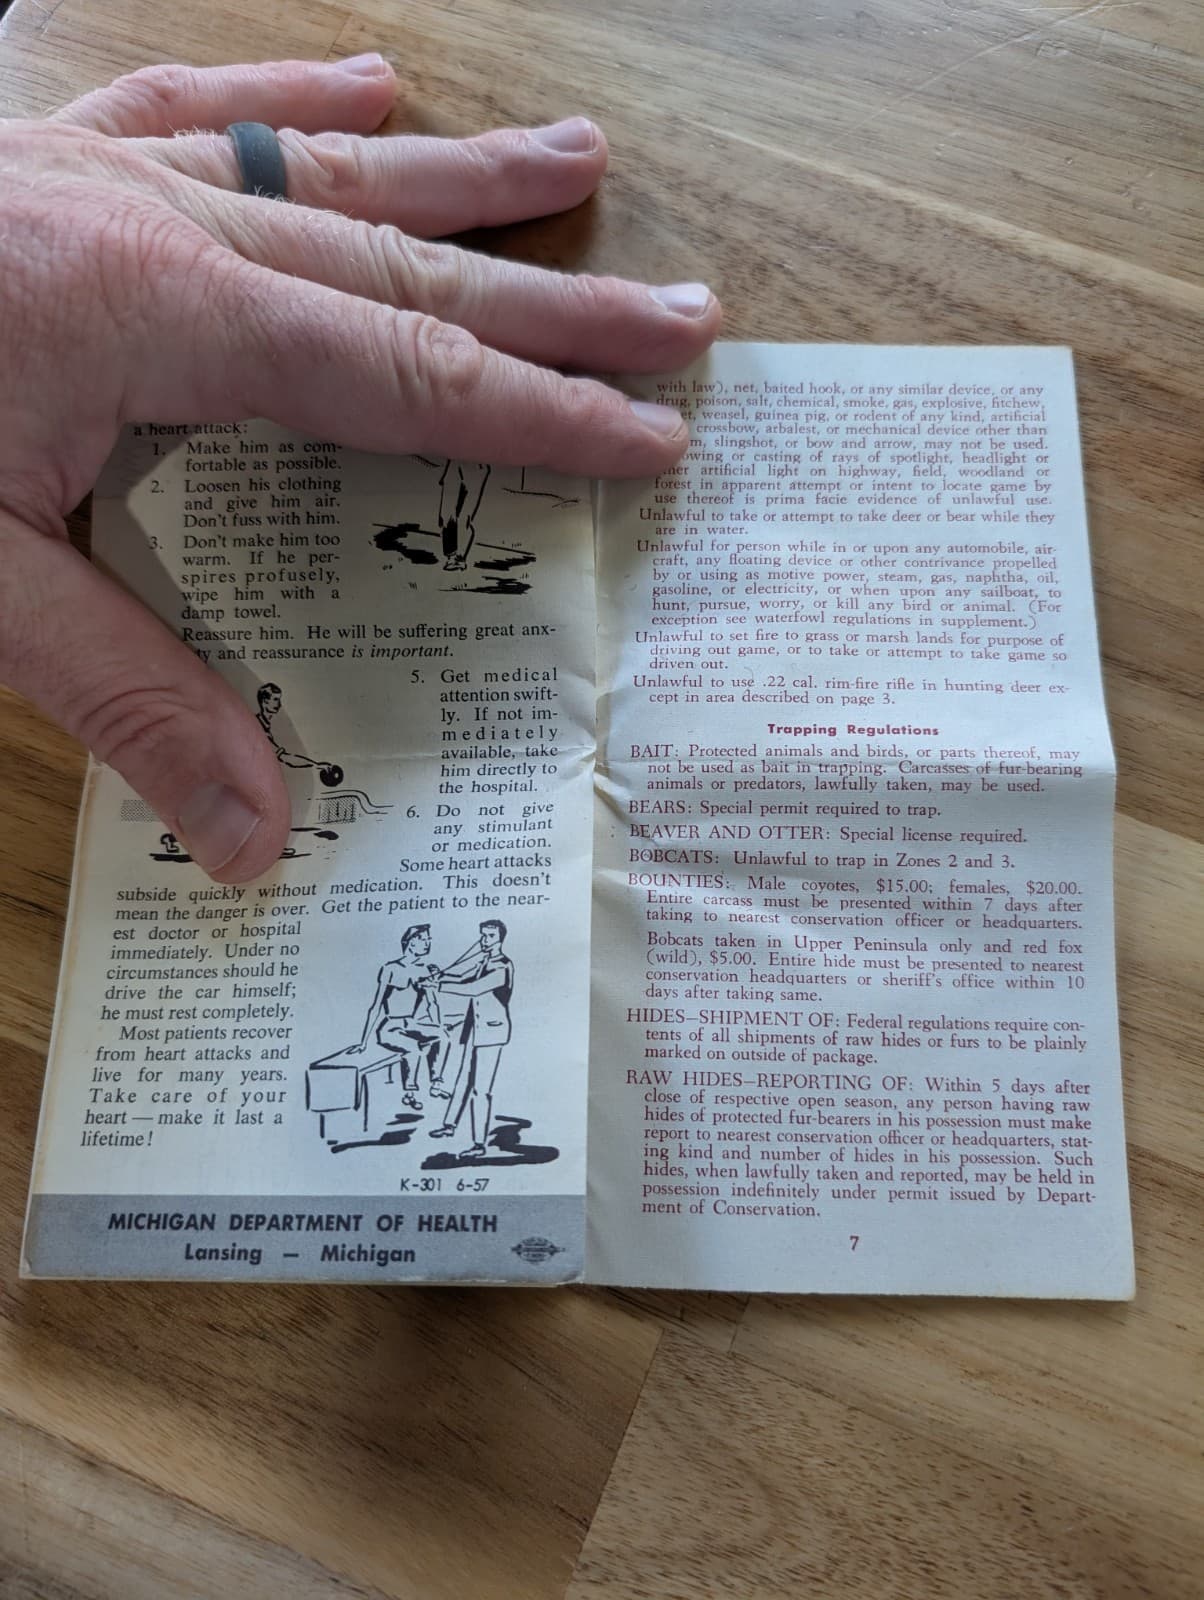 a heart attack:
1. Make him as com-
fortable as possible.
2. Loosen his clothing
and give him air.
Don't fuss with him.
3. Don't make him too
warm. If he per-
spires profusely,
wipe him with a
damp towel.
Reassure him. He will be suffering great anx-
ty and reassurance is important.
5. Get medical
attention swift-
ly. If not im-
mediately
available, take
him directly to
the hospital.
6. Do not give
any stimulant
or medication.
Some heart attacks
subside quickly without medication. This doesn't
mean the danger is over. Get the patient to the near-
est doctor or hospital
immediately. Under no
circumstances should he
drive the car himself;
he must rest completely.
Most patients recover
from heart attacks and
live for many years.
Take care of your
heart — make it last a
lifetime!
K-301 6-57
MICHIGAN DEPARTMENT OF HEALTH
Lansing — Michigan
with law), net, baited hook, or any similar device, or any
drug, poison, salt, chemical, smoke, gas, explosive, fitchew,
et, weasel, guinea pig, or rodent of any kind, artificial
crossbow, arbalest, or mechanical device other than
m, slingshot, or bow and arrow, may not be used.
owing or casting of rays of spotlight, headlight or
her artificial light on highway, field, woodland or
forest in apparent attempt or intent to locate game by
use thereof is prima facie evidence of unlawful use.
Unlawful to take or attempt to take deer or bear while they
are in water.
Unlawful for person while in or upon any automobile, air-
craft, any floating device or other contrivance propelled
by or using as motive power, steam, gas, naphtha, oil,
gasoline, or electricity, or when upon any sailboat, to
hunt, pursue, worry, or kill any bird or animal. (For
exception see waterfowl regulations in supplement.)
Unlawful to set fire to grass or marsh lands for purpose of
driving out game, or to take or attempt to take game so
driven out.
Unlawful to use .22 cal. rim-fire rifle in hunting deer ex-
cept in area described on page 3.
Trapping Regulations
BAIT: Protected animals and birds, or parts thereof, may
not be used as bait in trapping. Carcasses of fur-bearing
animals or predators, lawfully taken, may be used.
BEARS: Special permit required to trap.
BEAVER AND OTTER: Special license required.
BOBCATS: Unlawful to trap in Zones 2 and 3.
BOUNTIES: Male coyotes, $15.00; females, $20.00.
Entire carcass must be presented within 7 days after
taking to nearest conservation officer or headquarters.
Bobcats taken in Upper Peninsula only and red fox
(wild), $5.00. Entire hide must be presented to nearest
conservation headquarters or sheriff's office within 10
days after taking same.
HIDES—SHIPMENT OF: Federal regulations require con-
tents of all shipments of raw hides or furs to be plainly
marked on outside of package.
RAW HIDES—REPORTING OF: Within 5 days after
close of respective open season, any person having raw
hides of protected fur-bearers in his possession must make
report to nearest conservation officer or headquarters, stat-
ing kind and number of hides in his possession. Such
hides, when lawfully taken and reported, may be held in
possession indefinitely under permit issued by Depart-
ment of Conservation.
7